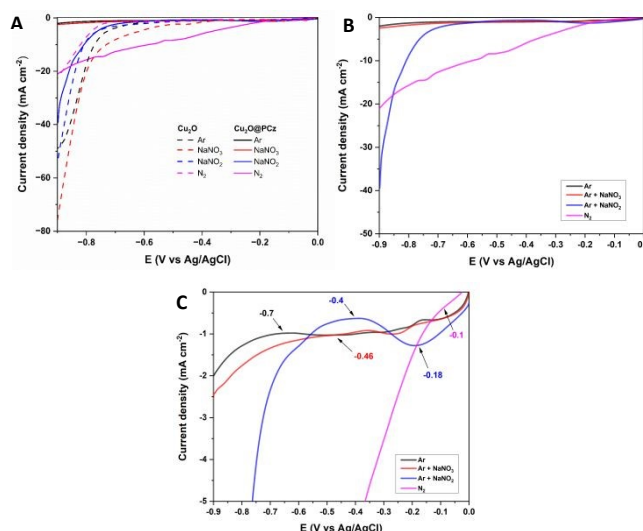 A
Current density (mA cm⁻²)
0
−20
−40
−60
−80
−0.8
−0.6
−0.4
−0.2
0.0
E (V vs Ag/AgCl)
Cu₂O
Cu₂O@PCz
Ar
Ar
NaNO₃
NaNO₃
NaNO₂
NaNO₂
N₂
N₂
B
Current density (mA cm⁻²)
0
-10
-20
-30
-40
-50
-0.9
-0.8
-0.7
-0.6
-0.5
-0.4
-0.3
-0.2
-0.1
0.0
E (V vs Ag/AgCl)
Ar
Ar + NaNO₃
Ar + NaNO₂
N₂
C
Current density (mA cm⁻²)
0
-1
-2
-3
-4
-5
-0.7
-0.4
-0.1
-0.46
-0.18
-0.9
-0.8
-0.7
-0.6
-0.5
-0.4
-0.3
-0.2
-0.1
0.0
E (V vs Ag/AgCl)
Ar
Ar + NaNO₃
Ar + NaNO₂
N₂